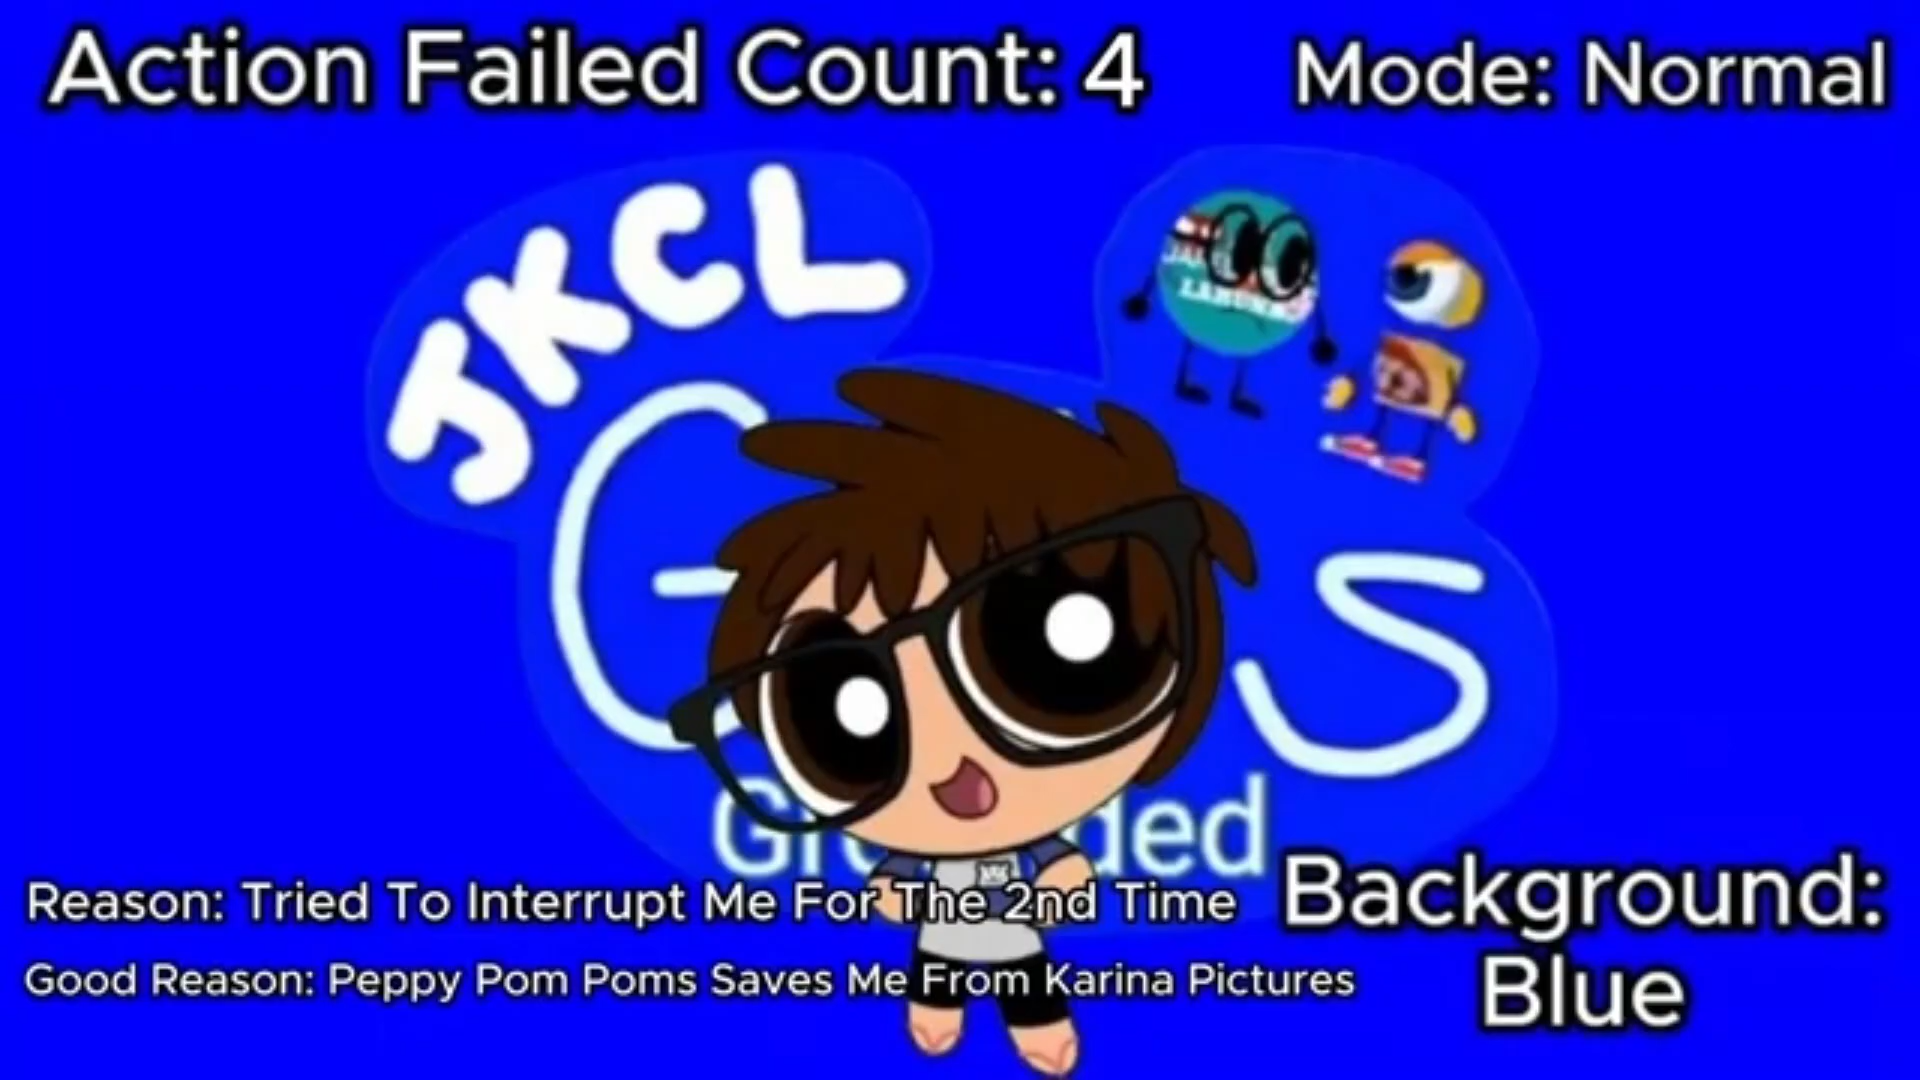 Action Failed Count: 4
Mode: Normal
JKCL
G s
Reason: Tried To Interrupt Me For The 2nd Time
Good Reason: Peppy Pom Poms Saves Me From Karina Pictures
Background:
Blue